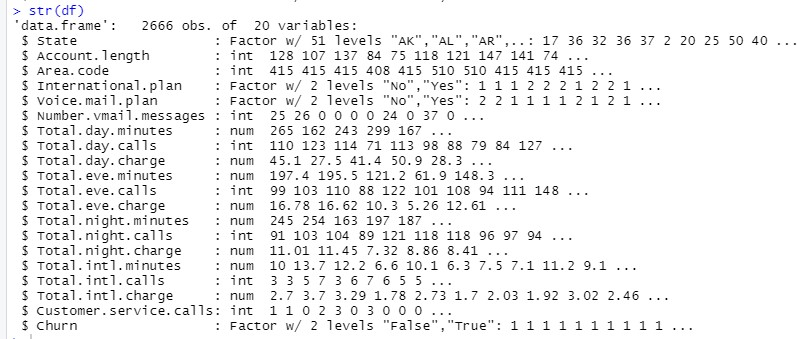 > str(df)
'data.frame':   2666 obs. of  20 variables:
 $ State                 : Factor w/ 51 levels "AK","AL","AR",..: 17 36 32 36 37 2 20 25 50 40 ...
 $ Account.length        : int  128 107 137 84 75 118 121 147 141 74 ...
 $ Area.code             : int  415 415 415 408 415 510 510 415 415 415 ...
 $ International.plan    : Factor w/ 2 levels "No","Yes": 1 1 1 2 2 2 1 2 2 1 ...
 $ Voice.mail.plan       : Factor w/ 2 levels "No","Yes": 2 2 1 1 1 1 2 1 2 1 ...
 $ Number.vmail.messages : int  25 26 0 0 0 0 24 0 37 0 ...
 $ Total.day.minutes     : num  265 162 243 299 167 ...
 $ Total.day.calls       : int  110 123 114 71 113 98 88 79 84 127 ...
 $ Total.day.charge      : num  45.1 27.5 41.4 50.9 28.3 ...
 $ Total.eve.minutes     : num  197.4 195.5 121.2 61.9 148.3 ...
 $ Total.eve.calls       : int  99 103 110 88 122 101 108 94 111 148 ...
 $ Total.eve.charge      : num  16.78 16.62 10.3 5.26 12.61 ...
 $ Total.night.minutes   : num  245 254 163 197 187 ...
 $ Total.night.calls     : int  91 103 104 89 121 118 118 96 97 94 ...
 $ Total.night.charge    : num  11.01 11.45 7.32 8.86 8.41 ...
 $ Total.intl.minutes    : num  10 13.7 12.2 6.6 10.1 6.3 7.5 7.1 11.2 9.1 ...
 $ Total.intl.calls      : int  3 3 5 7 3 6 7 6 5 5 ...
 $ Total.intl.charge     : num  2.7 3.7 3.29 1.78 2.73 1.7 2.03 1.92 3.02 2.46 ...
 $ Customer.service.calls: int  1 1 0 2 3 0 3 0 0 0 ...
 $ Churn                 : Factor w/ 2 levels "False","True": 1 1 1 1 1 1 1 1 1 1 ...